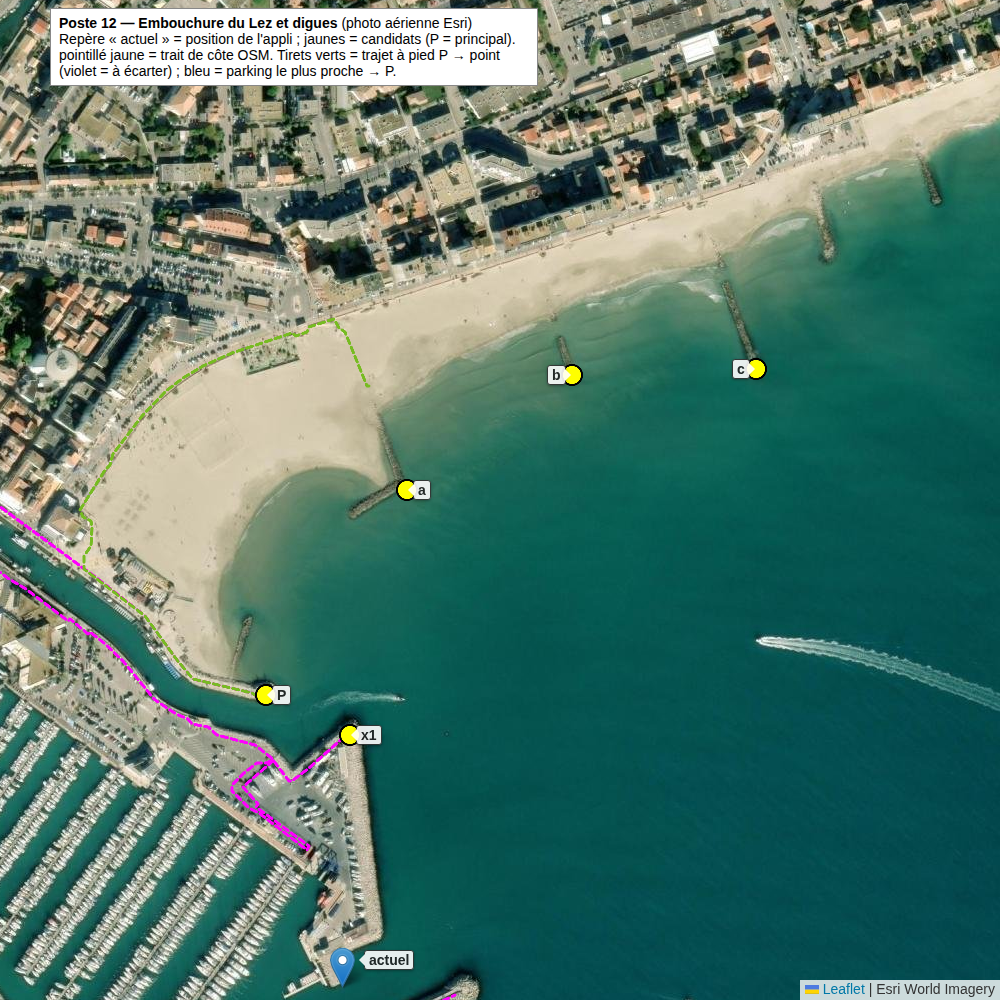 Poste 12 — Embouchure du Lez et digues (photo aérienne Esri)
Repère « actuel » = position de l'appli ; jaunes = candidats (P = principal).
pointillé jaune = trait de côte OSM. Tirets verts = trajet à pied P → point
(violet = à écarter) ; bleu = parking le plus proche → P.
c
b
a
P
x1
actuel
Leaflet | Esri World Imagery